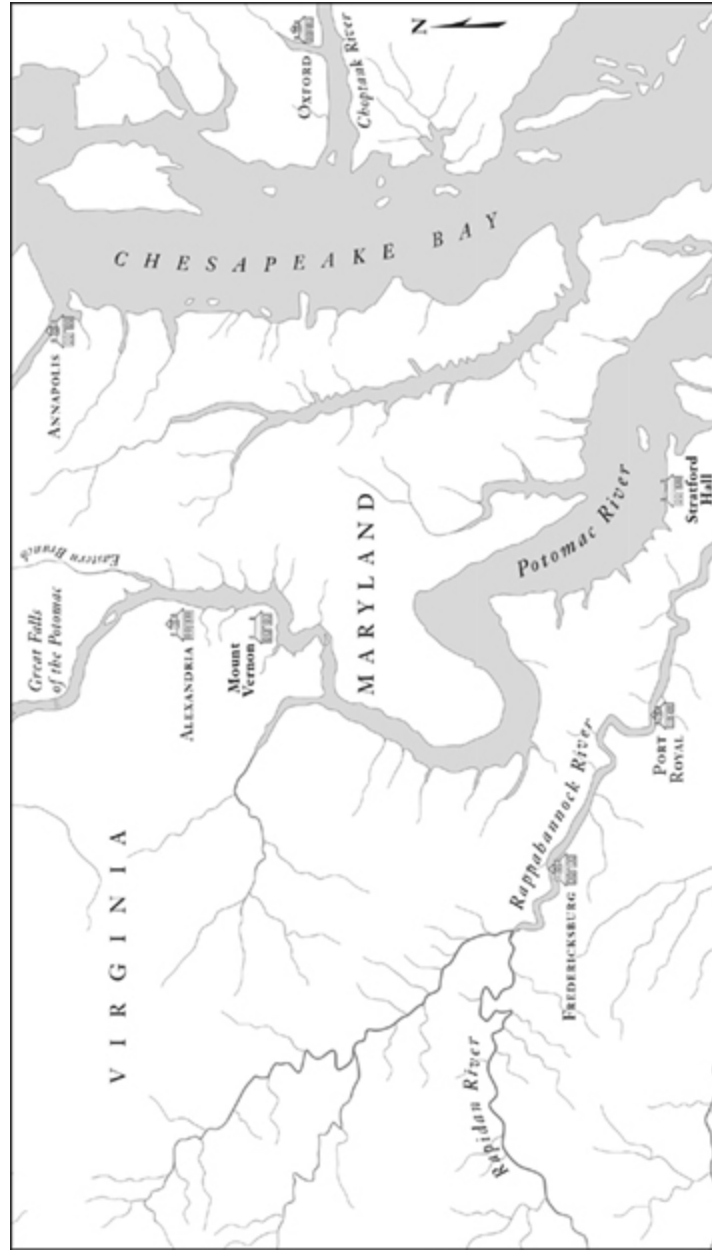 Great Falls
of the Potomac
Eastern Branch
ANNAPOLIS
VIRGINIA
ALEXANDRIA
Mount
Vernon
CHESAPEAKE BAY
OXFORD
Choptank River
N
MARYLAND
Potomac River
Rappahannock River
Rapidan River
FREDERICKSBURG
PORT
ROYAL
Stratford
Hall